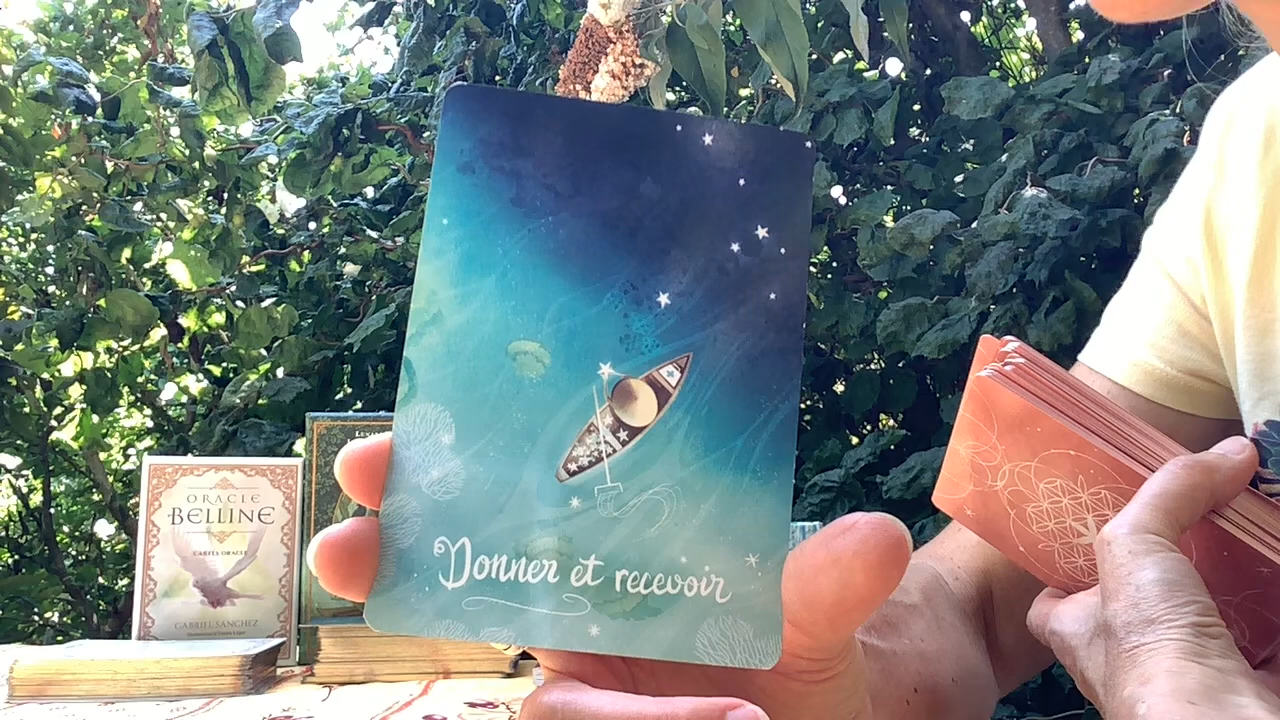 Donner et recevoir
ORACLE
BELLINE
CARTES ORACLE
GABRIEL SANCHEZ